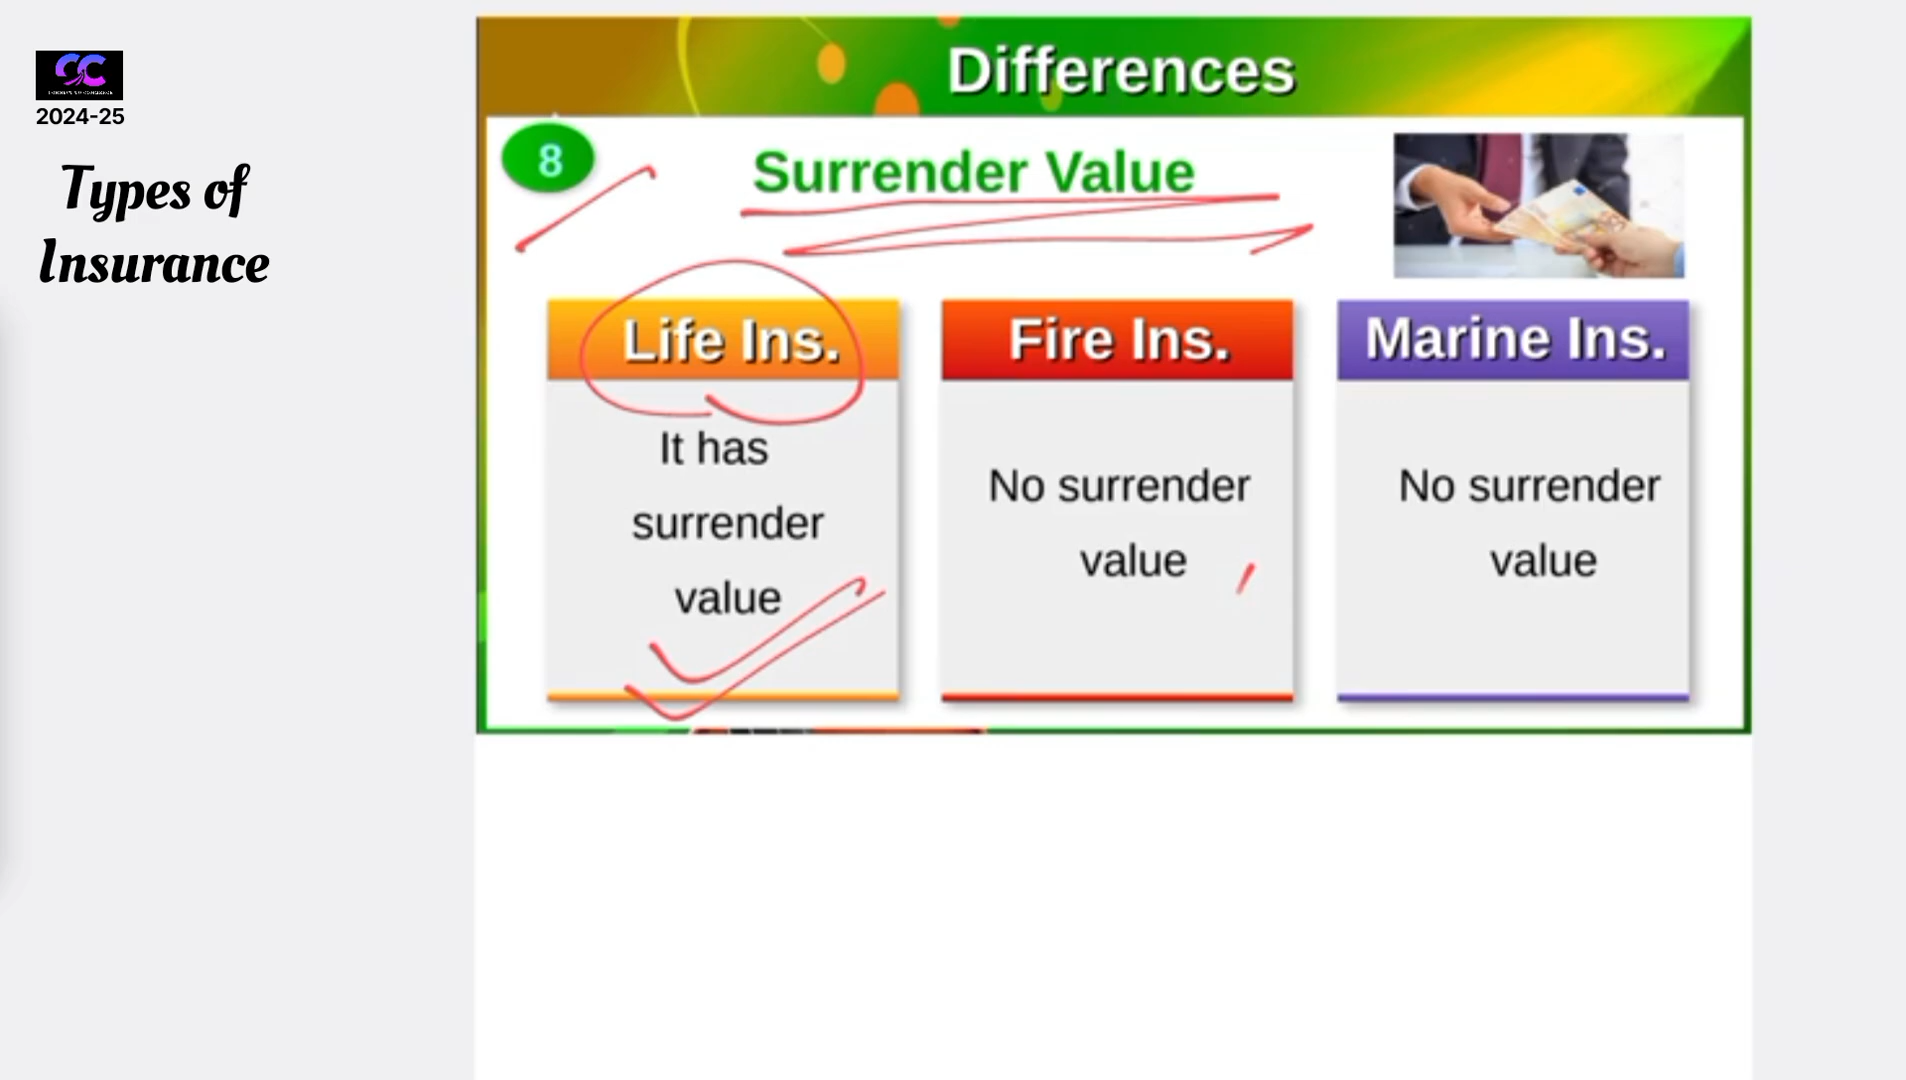 2024-25
Types of
Insurance
Differences
8
Surrender Value
Life Ins.
It has
surrender
value
Fire Ins.
No surrender
value
Marine Ins.
No surrender
value